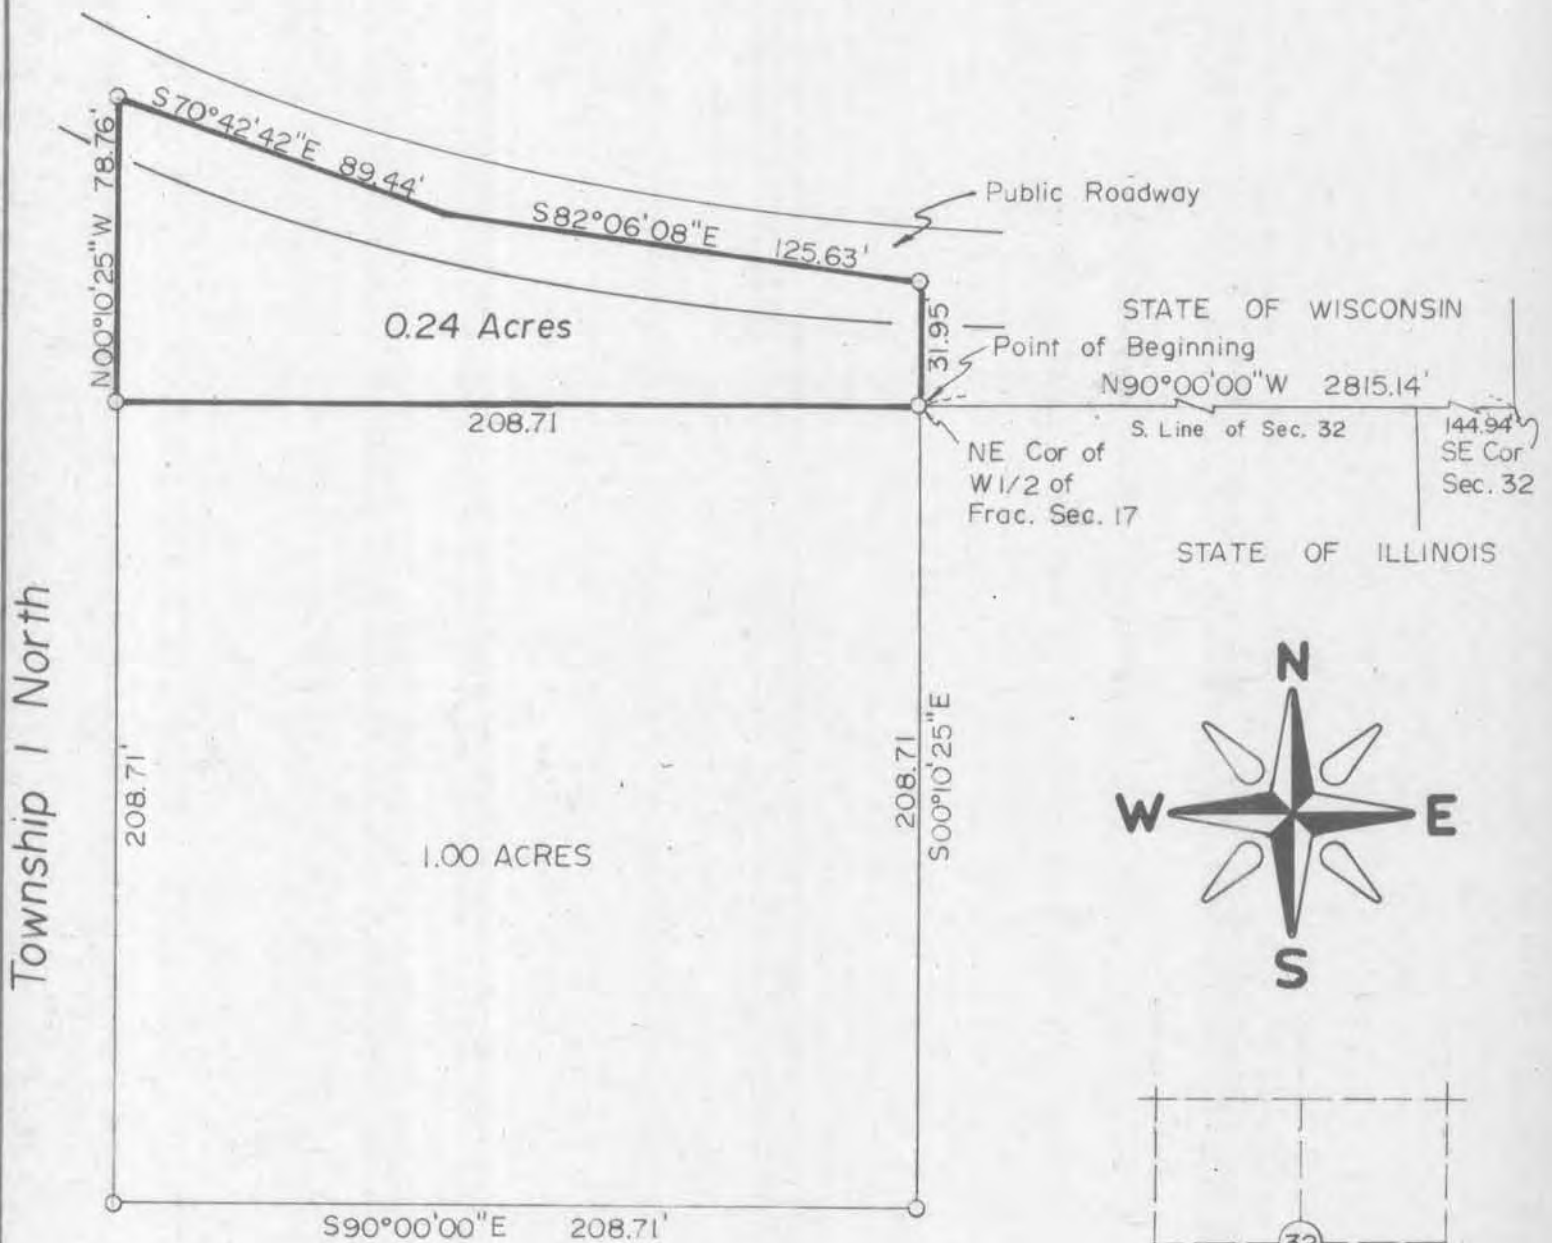 S70°42'42"E 89.44'
N00°10'25"W 78.76'
S82°06'08"E 125.63'
Public Roadway
0.24 Acres
31.95'
STATE OF WISCONSIN
Point of Beginning
N90°00'00"W 2815.14'
208.71
S. Line of Sec. 32
144.94'
NE Cor of
W1/2 of
Frac. Sec. 17
SE Cor
Sec. 32
STATE OF ILLINOIS
Township 1 North
N
W
E
S
208.71'
208.71
S00°10'25"E
1.00 ACRES
S90°00'00"E 208.71'
32